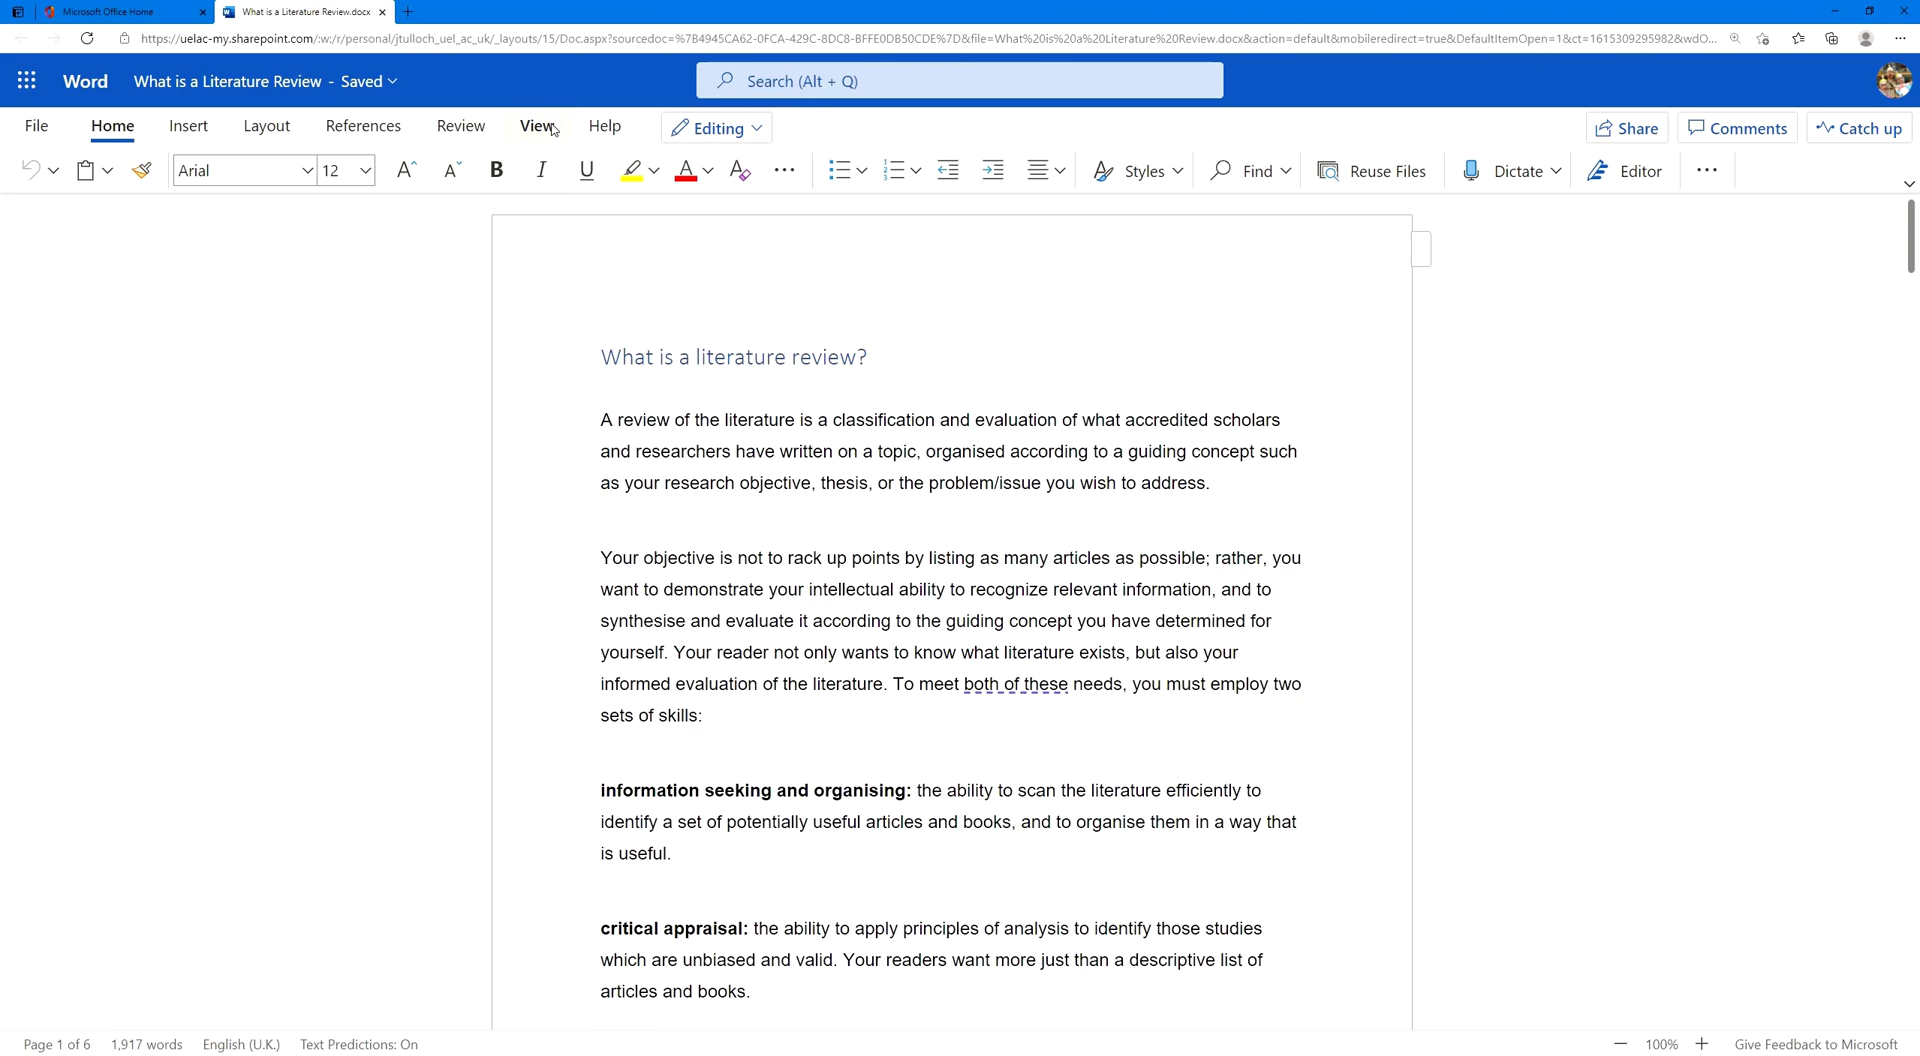 Microsoft Office Home
What is a Literature Review.docx
https://uelac-my.sharepoint.com/:w:/r/personal/jtulloch_uel_ac_uk/_layouts/15/Doc.aspx?sourcedoc=%7B4945CA62-0FCA-429C-8DC8-BFFE0DB50CDE%7D&file=What%20is%20a%20Literature%20Review.docx&action=default&mobileredirect=true&DefaultItemOpen=1&ct=1615309295982&wdO...
Word What is a Literature Review - Saved
Search (Alt + Q)
File Home Insert Layout References Review View Help Editing Share Comments Catch up
Arial 12 B I U A Styles Find Reuse Files Dictate Editor
What is a literature review?
A review of the literature is a classification and evaluation of what accredited scholars
and researchers have written on a topic, organised according to a guiding concept such
as your research objective, thesis, or the problem/issue you wish to address.
Your objective is not to rack up points by listing as many articles as possible; rather, you
want to demonstrate your intellectual ability to recognize relevant information, and to
synthesise and evaluate it according to the guiding concept you have determined for
yourself. Your reader not only wants to know what literature exists, but also your
informed evaluation of the literature. To meet both of these needs, you must employ two
sets of skills:
information seeking and organising: the ability to scan the literature efficiently to
identify a set of potentially useful articles and books, and to organise them in a way that
is useful.
critical appraisal: the ability to apply principles of analysis to identify those studies
which are unbiased and valid. Your readers want more just than a descriptive list of
articles and books.
Page 1 of 6 1,917 words English (U.K.) Text Predictions: On 100% Give Feedback to Microsoft